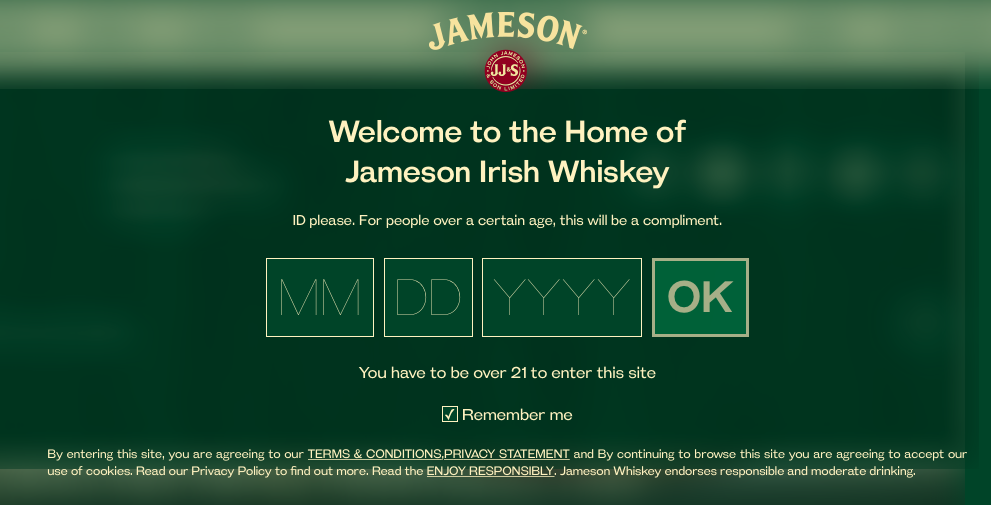 JAMESON®
JOHN JAMESON
JJ&S
& SON LIMITED
Welcome to the Home of
Jameson Irish Whiskey
ID please. For people over a certain age, this will be a compliment.
MM DD YYYY OK
You have to be over 21 to enter this site
Remember me
By entering this site, you are agreeing to our TERMS & CONDITIONS,PRIVACY STATEMENT and By continuing to browse this site you are agreeing to accept our
use of cookies. Read our Privacy Policy to find out more. Read the ENJOY RESPONSIBLY. Jameson Whiskey endorses responsible and moderate drinking.